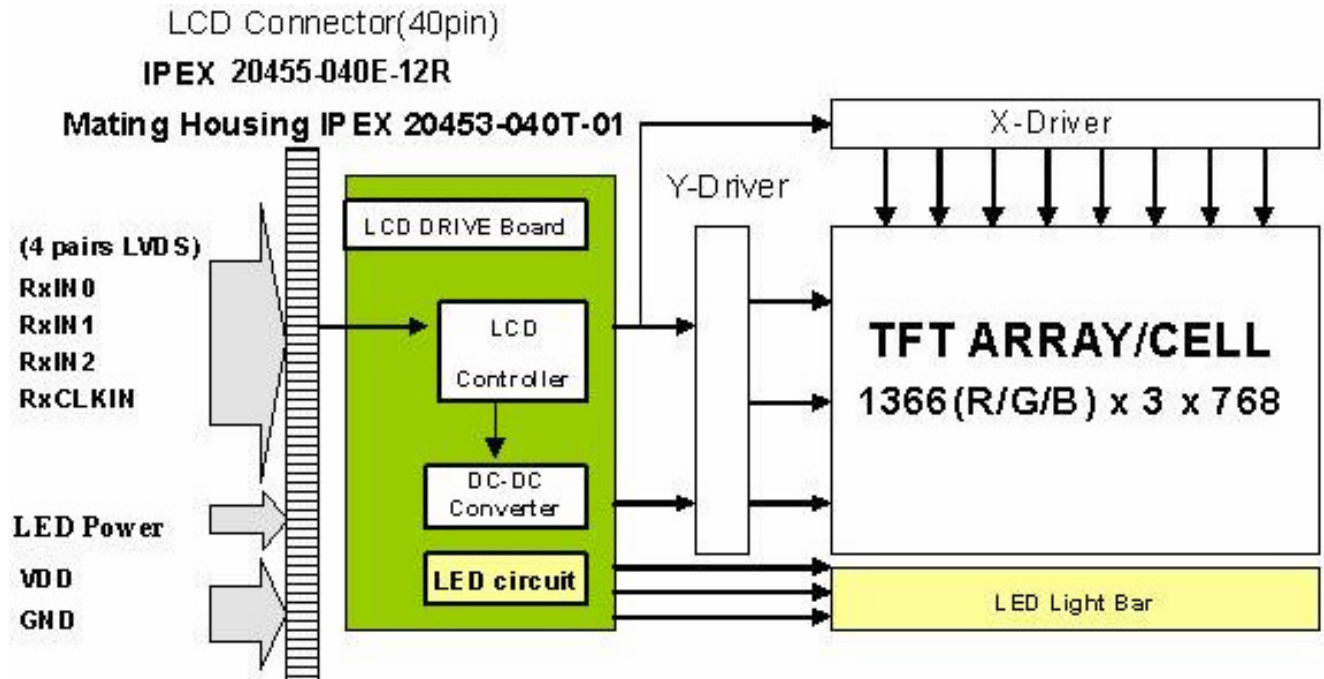 LCD Connector(40pin)
IPEX 20455-040E-12R
Mating Housing IPEX 20453-040T-01
X-Driver
Y-Driver
LCD DRIVE Board
(4 pairs LVDS)
RxIN0
RxIN1
RxIN2
RxCLKIN
LCD
Controller
TFT ARRAY/CELL
1366(R/G/B) x 3 x 768
DC-DC
Converter
LED Power
VDD
GND
LED circuit
LED Light Bar